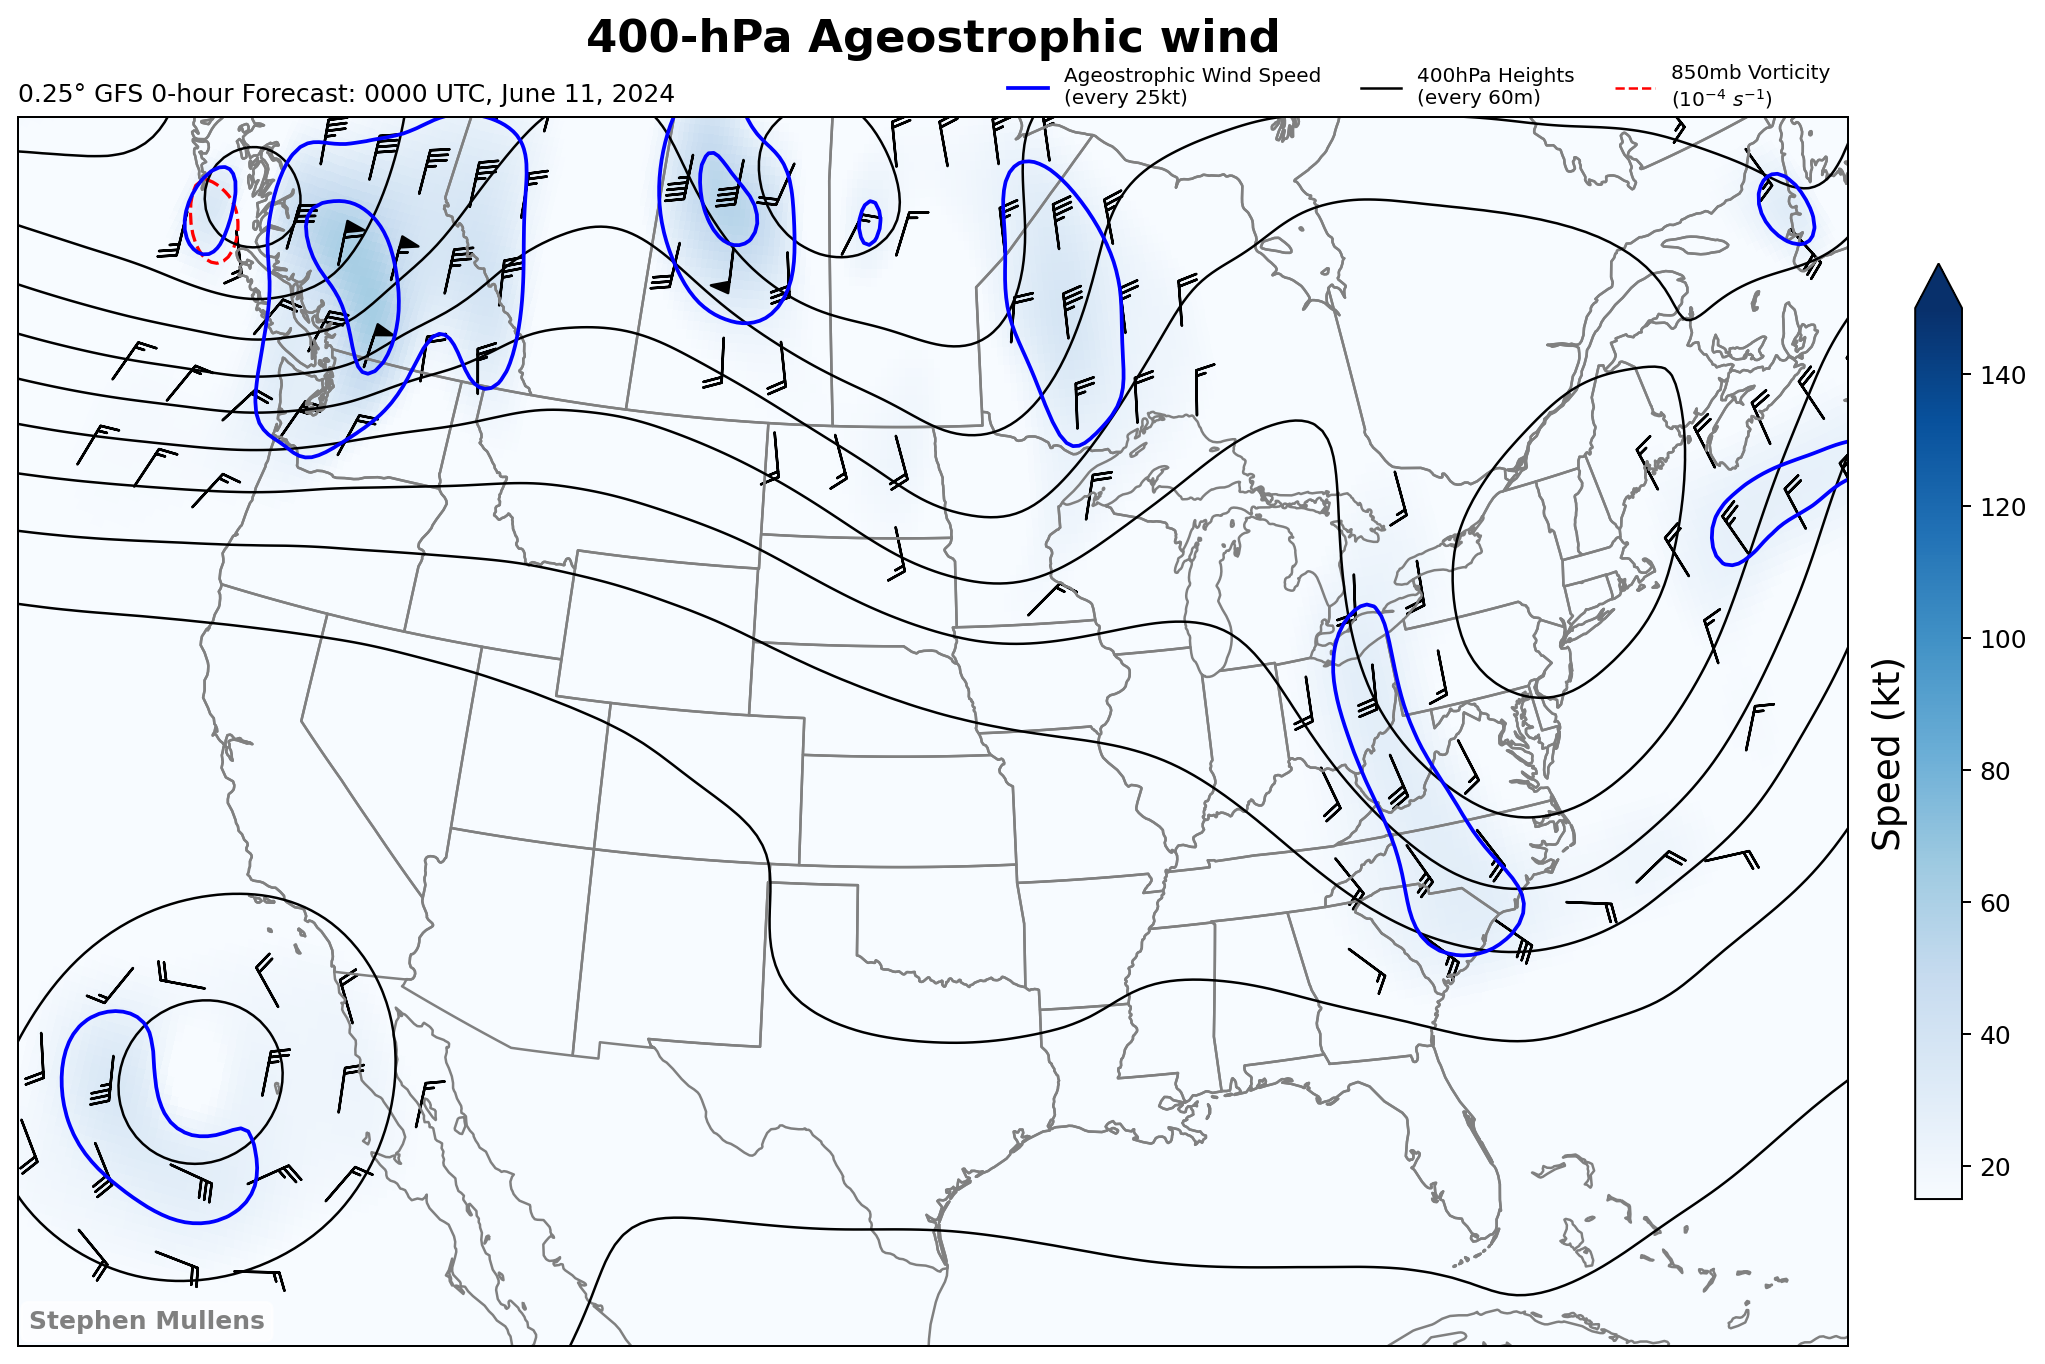 400-hPa Ageostrophic wind
0.25° GFS 0-hour Forecast: 0000 UTC, June 11, 2024
Ageostrophic Wind Speed
(every 25kt)
400hPa Heights
(every 60m)
850mb Vorticity
(10⁻⁴ s⁻¹)
140
120
100
80
60
40
20
Speed (kt)
Stephen Mullens